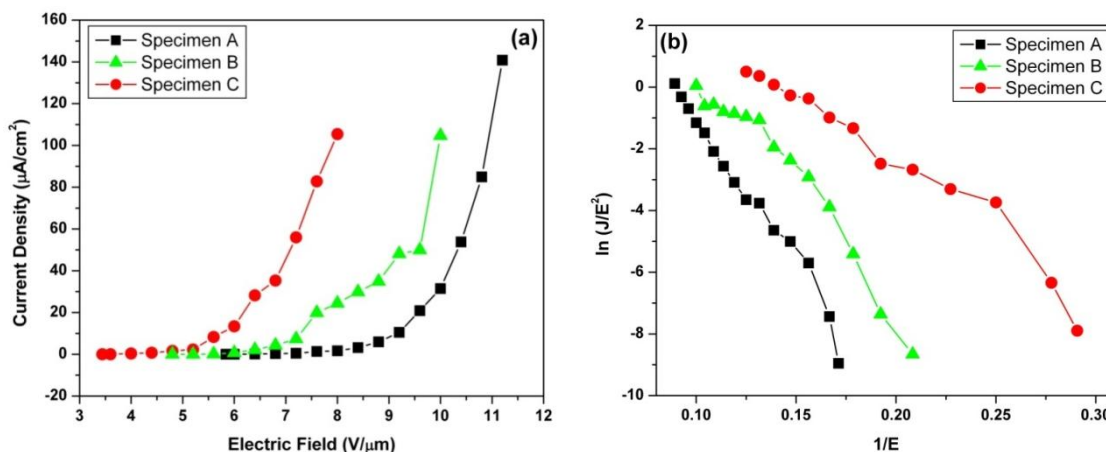 (a)
Specimen A
Specimen B
Specimen C
160
140
120
100
80
60
40
20
0
-20
Current Density (μA/cm²)
3 4 5 6 7 8 9 10 11 12
Electric Field (V/μm)
(b)
Specimen A
Specimen B
Specimen C
2
0
-2
-4
-6
-8
-10
ln (J/E²)
0.10 0.15 0.20 0.25 0.30
1/E